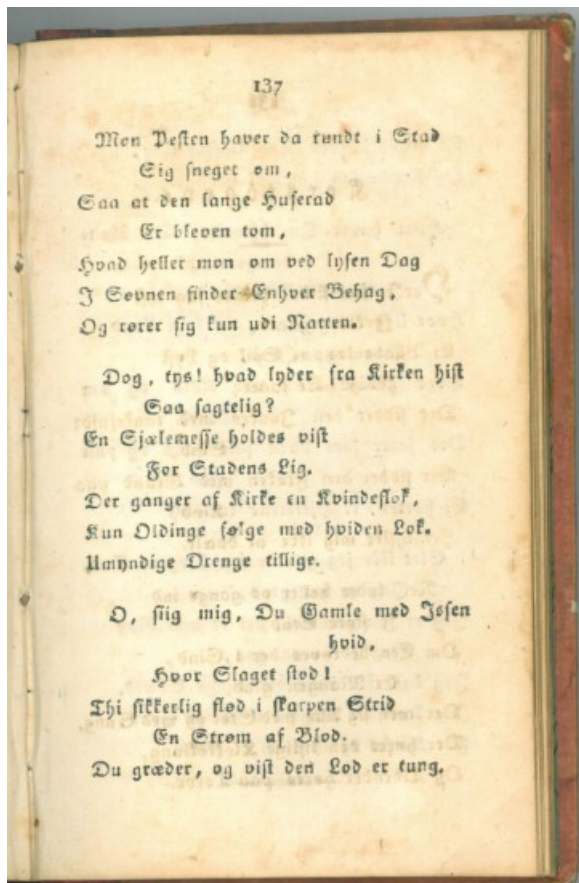 137
Mon Pesten haver da rundt i Stad
Sig sneget om,
Saa at den lange Huserad
Er bleven tom,
Hvad heller mon om ved lysen Dag
I Søvnen finder Enhver Behag,
Og rører sig kun udi Natten.
Dog, tys! hvad lyder fra Kirken hist
Saa sagtelig?
En Sjælemesse holdes vist
For Stadens Lig.
Der ganger af Kirke en Kvindeflok,
Kun Oldinge følge med hviden Lok.
Umyndige Drenge tillige.
O, siig mig, Du Gamle med Issen
hvid,
Hvor Slaget stod!
Thi sikkerlig flød i skarpen Strid
En Strøm af Blod.
Du græder, og vist den Lod er tung.